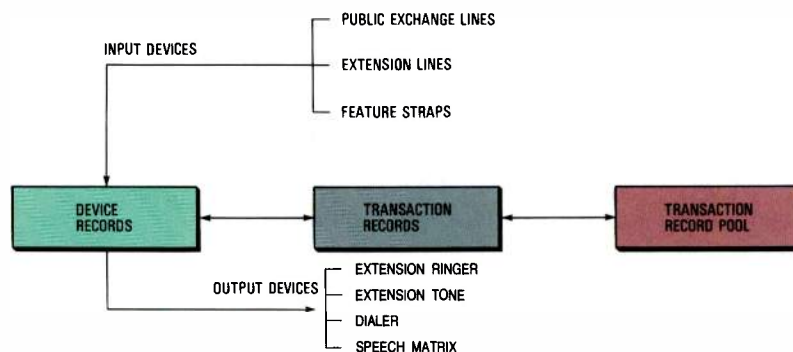 PUBLIC EXCHANGE LINES
INPUT DEVICES
EXTENSION LINES
FEATURE STRAPS
DEVICE
RECORDS
TRANSACTION
RECORDS
TRANSACTION
RECORD POOL
OUTPUT DEVICES
EXTENSION RINGER
EXTENSION TONE
DIALER
SPEECH MATRIX